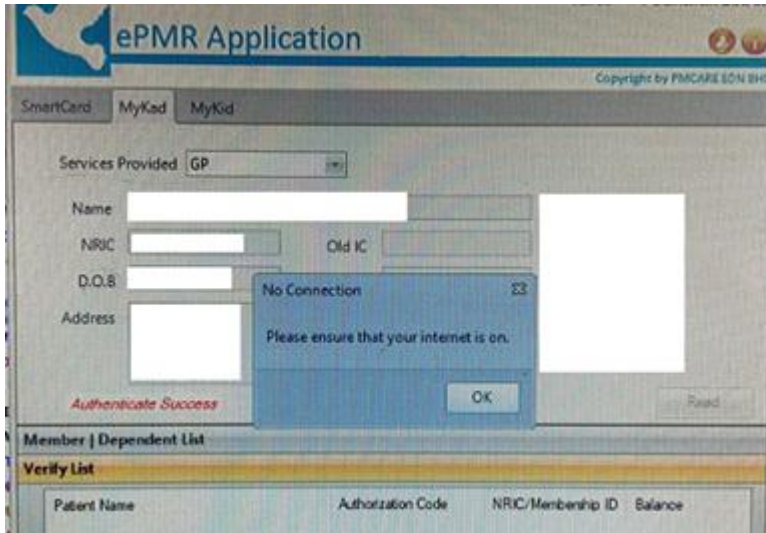 ePMR Application
Copyright by PMCARE SDN BHD
SmartCard MyKad MyKid
Services Provided GP
Name
NRIC Old IC
D.O.B
No Connection
Address
Please ensure that your internet is on.
OK
Authenticate Success
Read
Member | Dependent List
Verify List
Patient Name Authorization Code NRIC/Membership ID Balance